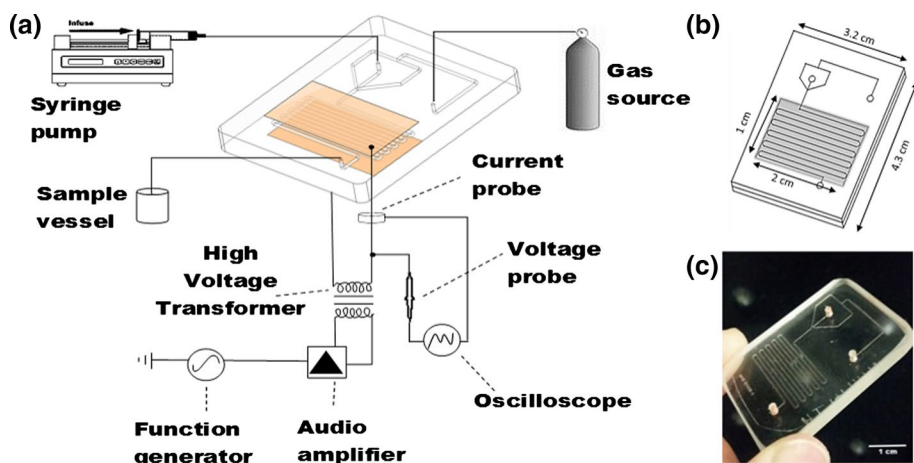 (a)
Infuse
Syringe
pump
Gas
source
Sample
vessel
Current
probe
High
Voltage
Transformer
Voltage
probe
Oscilloscope
Function
generator
Audio
amplifier
(b)
3.2 cm
1 cm
2 cm
4.3 cm
(c)
1 cm